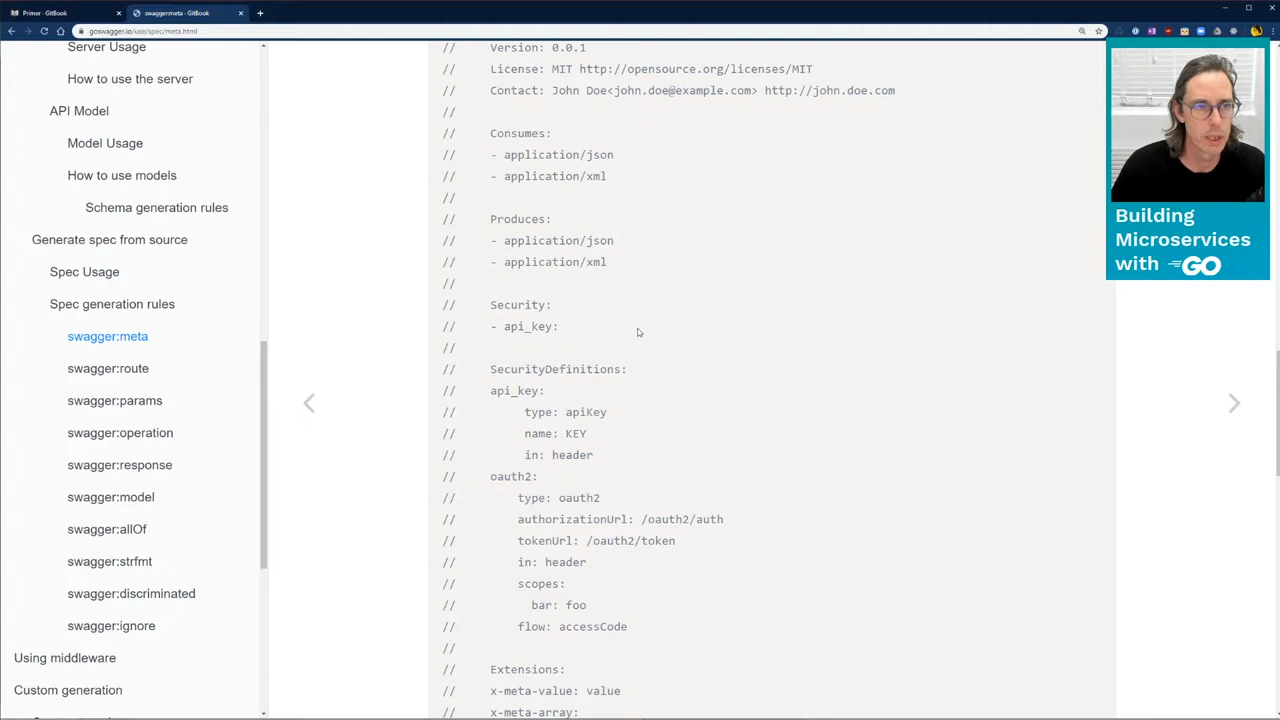 Primer · GitBook
swagger:meta · GitBook
goswagger.io/use/spec/meta.html
Server Usage
How to use the server
API Model
Model Usage
How to use models
Schema generation rules
Generate spec from source
Spec Usage
Spec generation rules
swagger:meta
swagger:route
swagger:params
swagger:operation
swagger:response
swagger:model
swagger:allOf
swagger:strfmt
swagger:discriminated
swagger:ignore
Using middleware
Custom generation
// Version: 0.0.1
// License: MIT http://opensource.org/licenses/MIT
// Contact: John Doe<john.doe@example.com> http://john.doe.com
//
// Consumes:
// - application/json
// - application/xml
//
// Produces:
// - application/json
// - application/xml
//
// Security:
// - api_key:
//
// SecurityDefinitions:
// api_key:
// type: apiKey
// name: KEY
// in: header
// oauth2:
// type: oauth2
// authorizationUrl: /oauth2/auth
// tokenUrl: /oauth2/token
// in: header
// scopes:
// bar: foo
// flow: accessCode
//
// Extensions:
// x-meta-value: value
// x-meta-array:
Building
Microservices
with GO